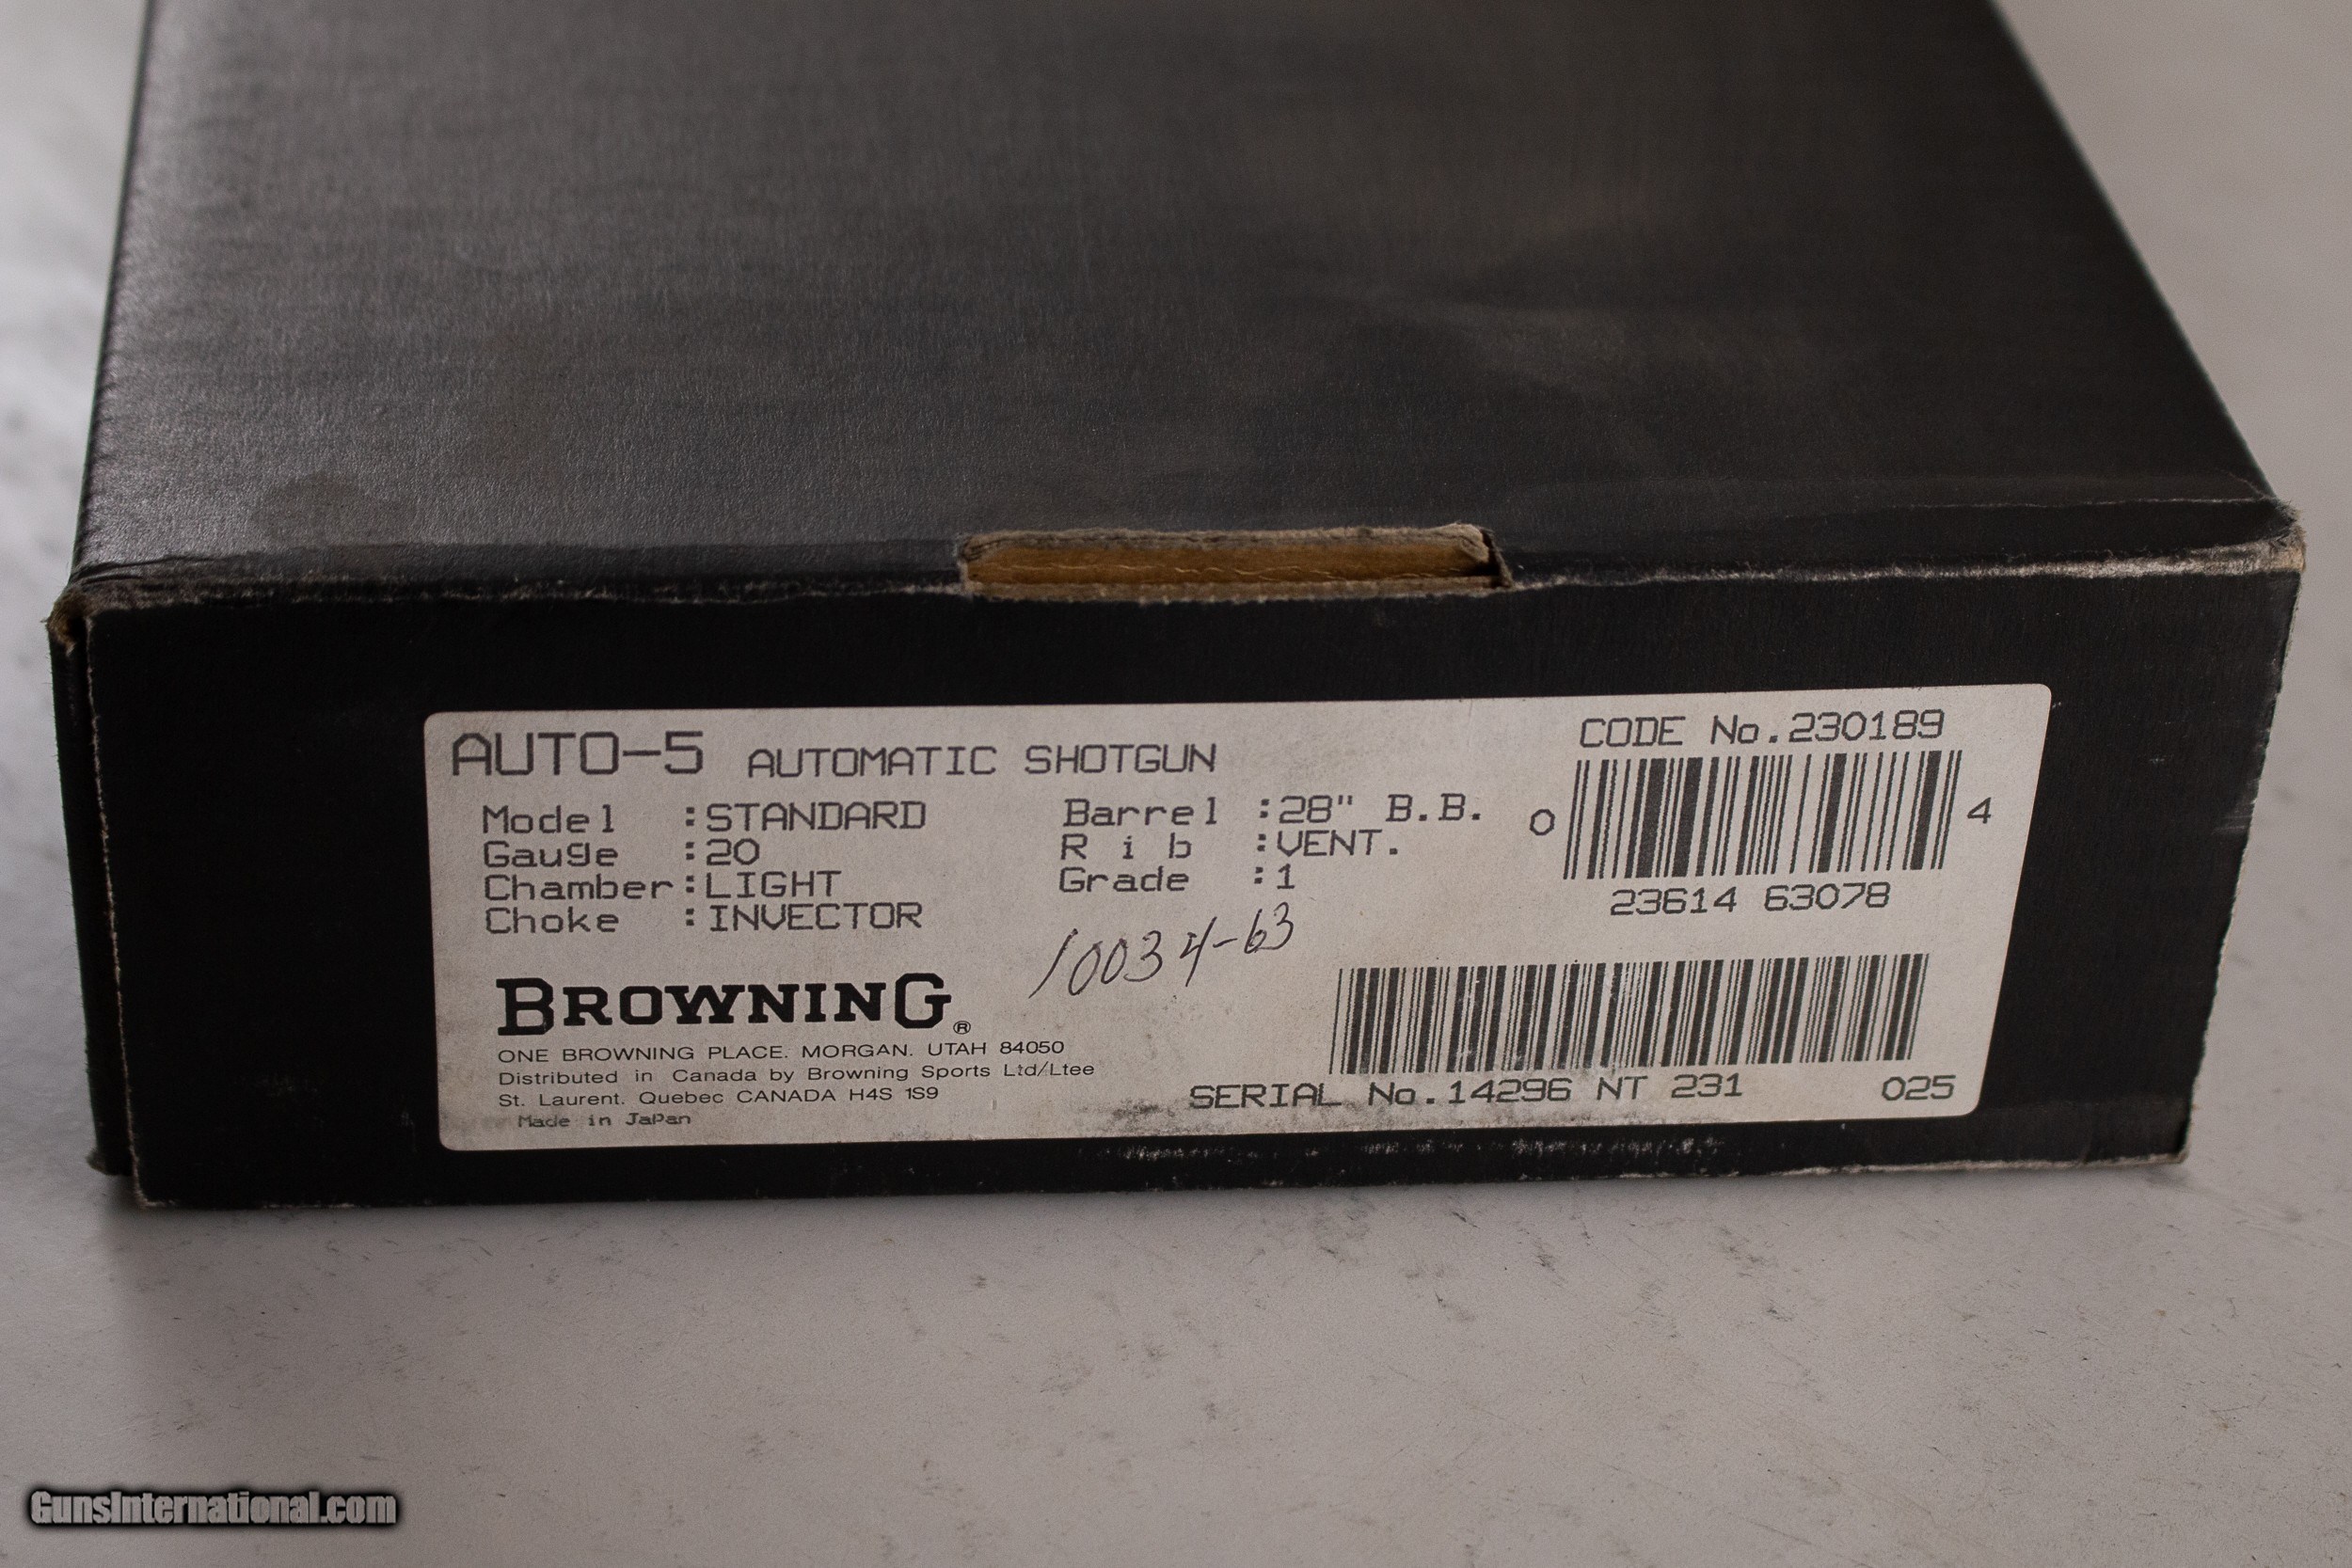 AUTO-5 AUTOMATIC SHOTGUN
Model :STANDARD
Gauge :20
Chamber:LIGHT
Choke :INVECTOR
Barrel :28" B.B.
Rib :VENT.
Grade :1
10034-63
CODE No.230189
0 4
23614 63078
BROWNING®
ONE BROWNING PLACE. MORGAN. UTAH 84050
Distributed in Canada by Browning Sports Ltd/Ltee
St. Laurent. Quebec CANADA H4S 1S9
Made in Japan
SERIAL No.14296 NT 231 025
GunsInternational.com